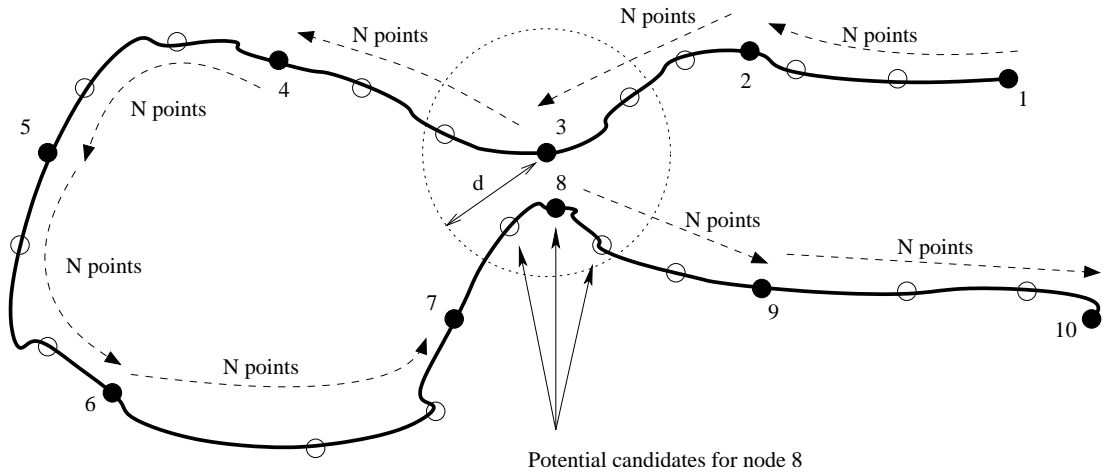 N points
N points
N points
2
1
4
3
N points
5
d
8
N points
N points
N points
7
9
10
N points
6
Potential candidates for node 8